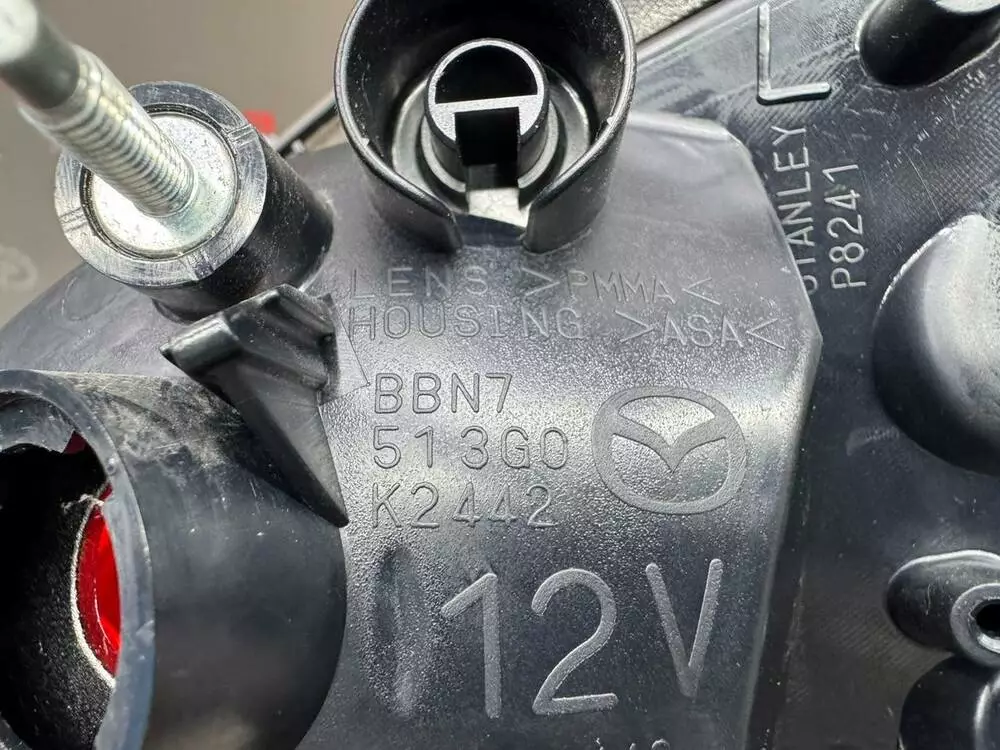 L
STANLEY
P8241
LENS >PMMA<
HOUSING >ASA<
BBN7
513G0
K2442
12V